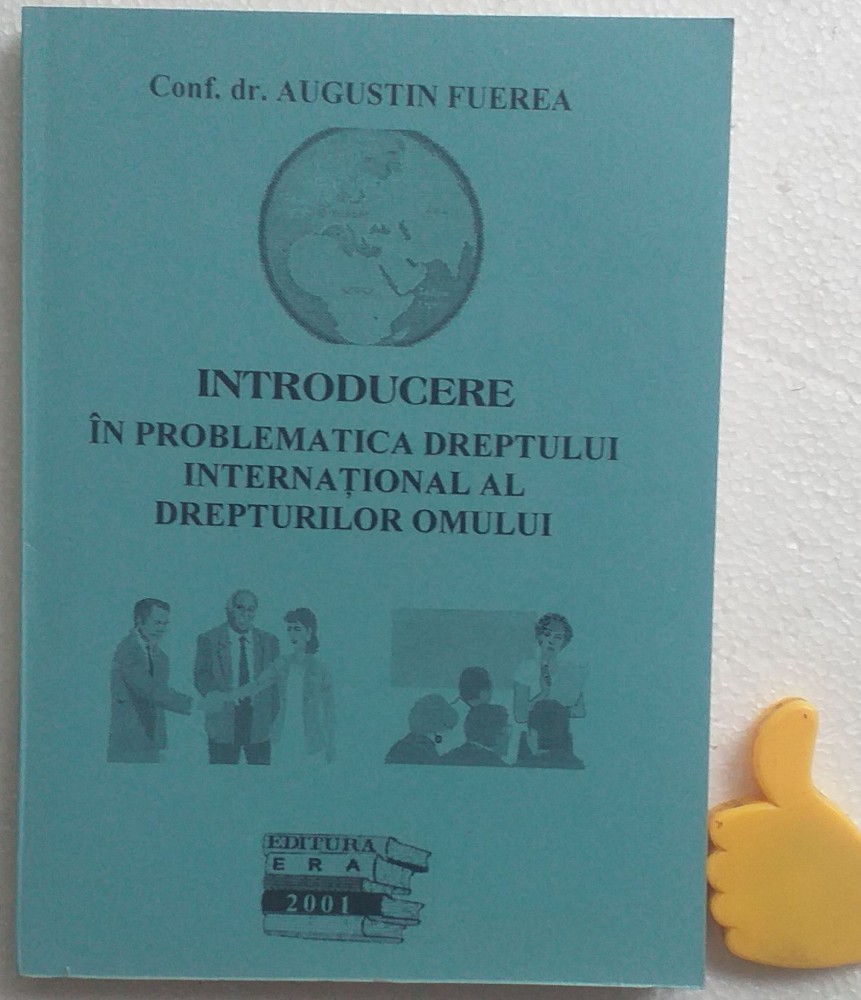 Conf. dr. AUGUSTIN FUEREA
INTRODUCERE
ÎN PROBLEMATICA DREPTULUI
INTERNAȚIONAL AL
DREPTURILOR OMULUI
EDITURA
E R A
2001